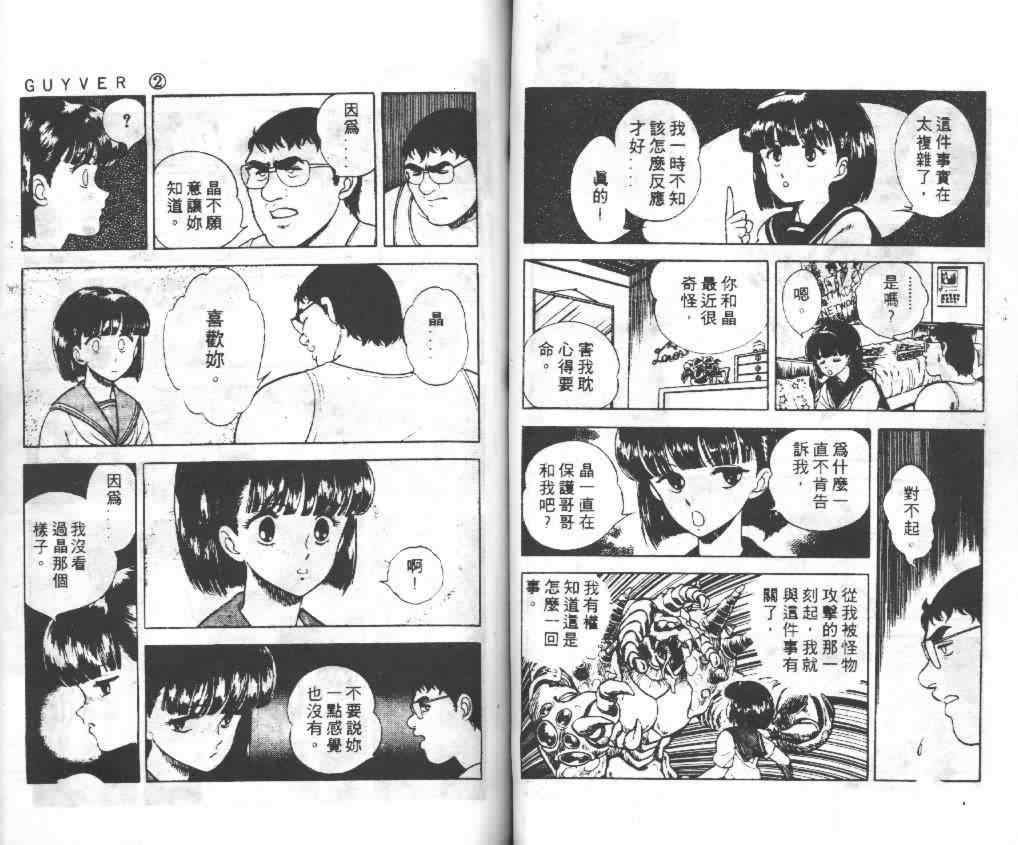 GUYVER ②
這件事實在
太複雜了，
我一時不知
該怎麼反應
才好‥‥
眞的！
‥‥‥‥
是嗎？
嗯。
你和晶
最近很
奇怪，
害我耽
心得要
命。
對不起。
爲什麼一
直不肯告
訴我，
晶一直在
保護哥哥
和我吧？
從我被怪物
攻擊的那一
刻起，我就
與這件事有
關了，
我有權
知道這是
怎麼一回
事。
因爲
‥‥
晶不願
意讓妳
知道。
？
晶
‥‥
喜歡妳。
啊！
因爲
‥‥
我沒看
過晶那個
樣子。
不要説妳
一點感覺
也沒有。